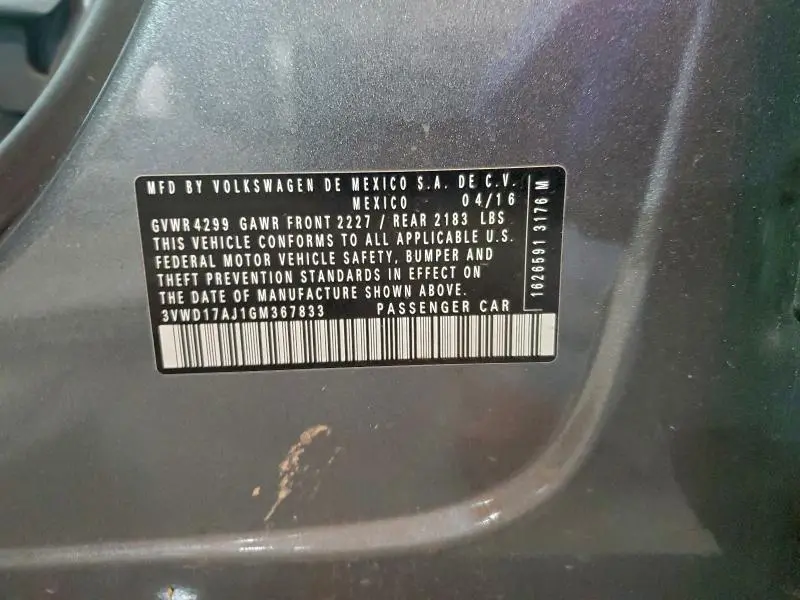 MFD BY VOLKSWAGEN DE MEXICO S.A. DE C.V.
MEXICO 04/16
GVWR 4299 GAWR FRONT 2227 / REAR 2183 LBS
THIS VEHICLE CONFORMS TO ALL APPLICABLE U.S.
FEDERAL MOTOR VEHICLE SAFETY, BUMPER AND
THEFT PREVENTION STANDARDS IN EFFECT ON
THE DATE OF MANUFACTURE SHOWN ABOVE.
3VWD17AJ1GM367833 PASSENGER CAR
1626591 3176 M